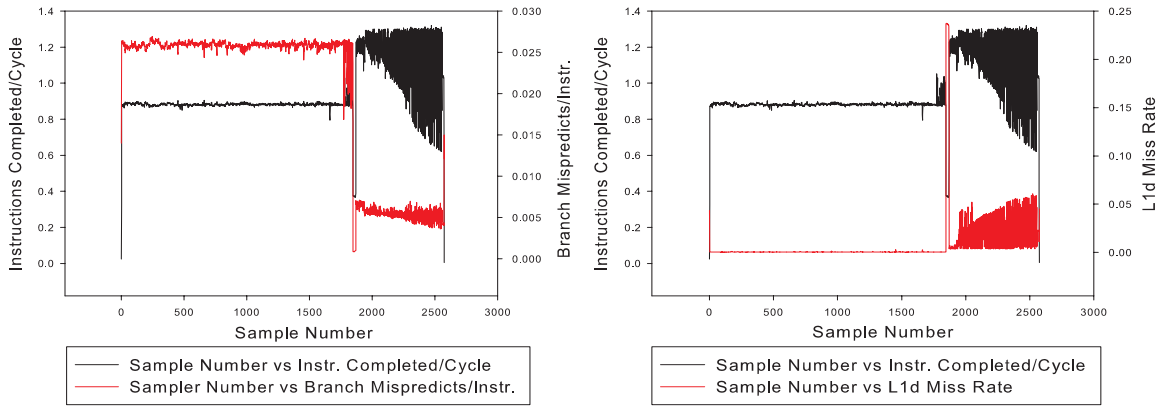 1.4
1.2
1.0
0.8
0.6
0.4
0.2
0.0
Instructions Completed/Cycle
0.030
0.025
0.020
0.015
0.010
0.005
0.000
Branch Mispredicts/Instr.
0 500 1000 1500 2000 2500 3000
Sample Number
Sample Number vs Instr. Completed/Cycle
Sampler Number vs Branch Mispredicts/Instr.
1.4
1.2
1.0
0.8
0.6
0.4
0.2
0.0
Instructions Completed/Cycle
0.25
0.20
0.15
0.10
0.05
0.00
L1d Miss Rate
0 500 1000 1500 2000 2500 3000
Sample Number
Sample Number vs Instr. Completed/Cycle
Sample Number vs L1d Miss Rate